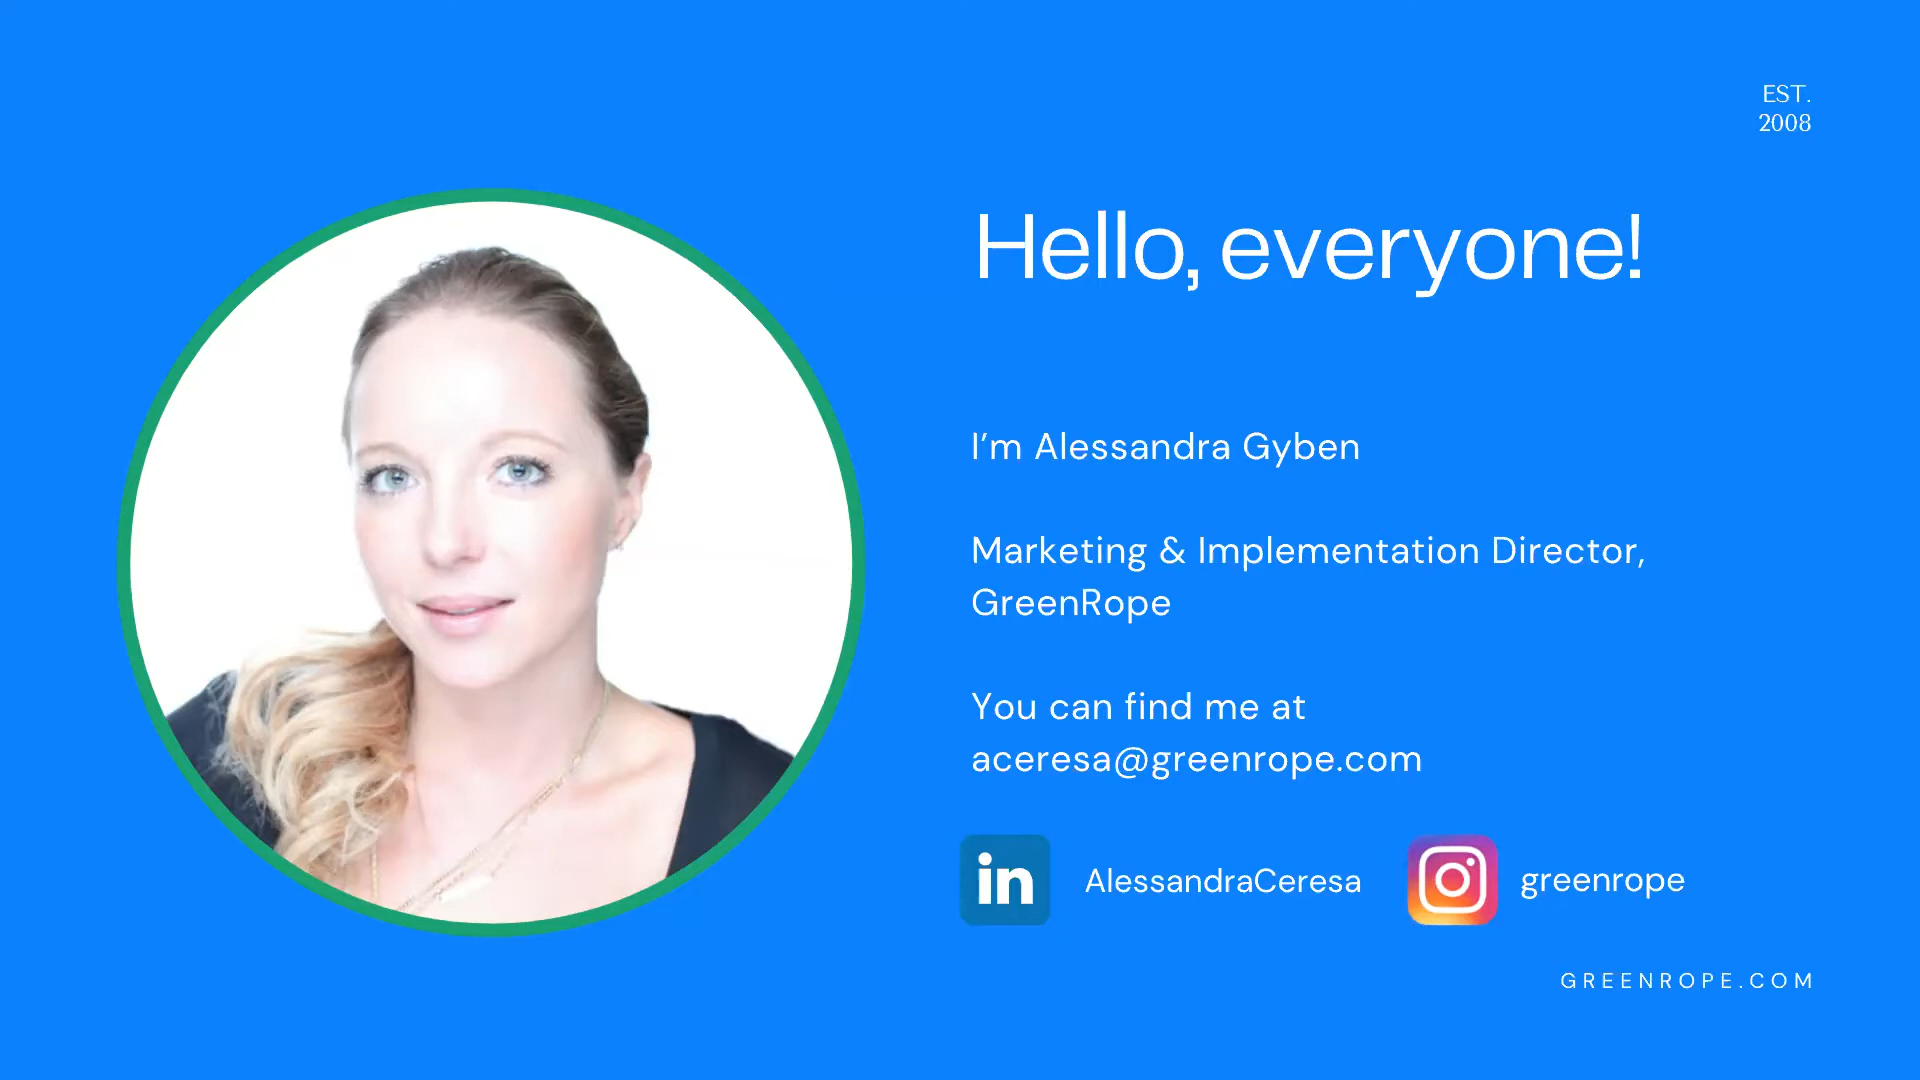 EST.
2008
Hello, everyone!
I’m Alessandra Gyben
Marketing & Implementation Director,
GreenRope
You can find me at
aceresa@greenrope.com
in AlessandraCeresa greenrope
GREENROPE.COM